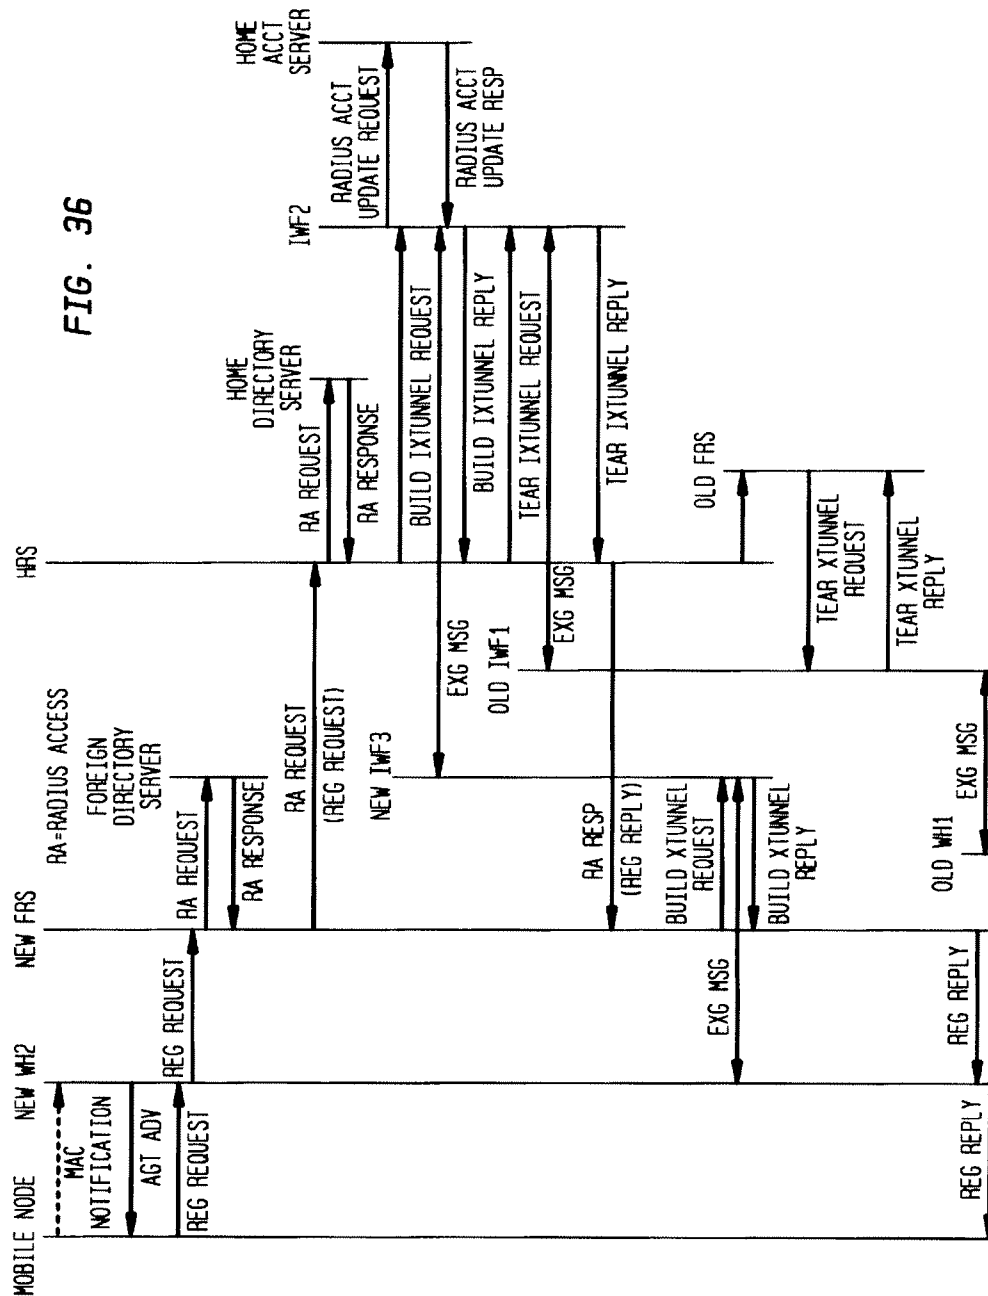 FIG. 36
MOBILE NODE
NEW WH2
NEW FRS
RA=RADIUS ACCESS
FOREIGN
DIRECTORY
SERVER
HRS
HOME
DIRECTORY
SERVER
IWF2
HOME
ACCT
SERVER
MAC
NOTIFICATION
AGT ADV
REG REQUEST
REG REQUEST
RA REQUEST
RA RESPONSE
RA REQUEST
(REG REQUEST)
RA REQUEST
RA RESPONSE
RADIUS ACCT
UPDATE REQUEST
RADIUS ACCT
UPDATE RESP
NEW IWF3
BUILD IXTUNNEL REQUEST
EXG MSG
BUILD IXTUNNEL REPLY
OLD IWF1
TEAR IXTUNNEL REQUEST
EXG MSG
TEAR IXTUNNEL REPLY
RA RESP
(REG REPLY)
BUILD XTUNNEL
REQUEST
EXG MSG
BUILD XTUNNEL
REPLY
OLD FRS
TEAR XTUNNEL
REQUEST
TEAR XTUNNEL
REPLY
OLD WH1
EXG MSG
REG REPLY
REG REPLY